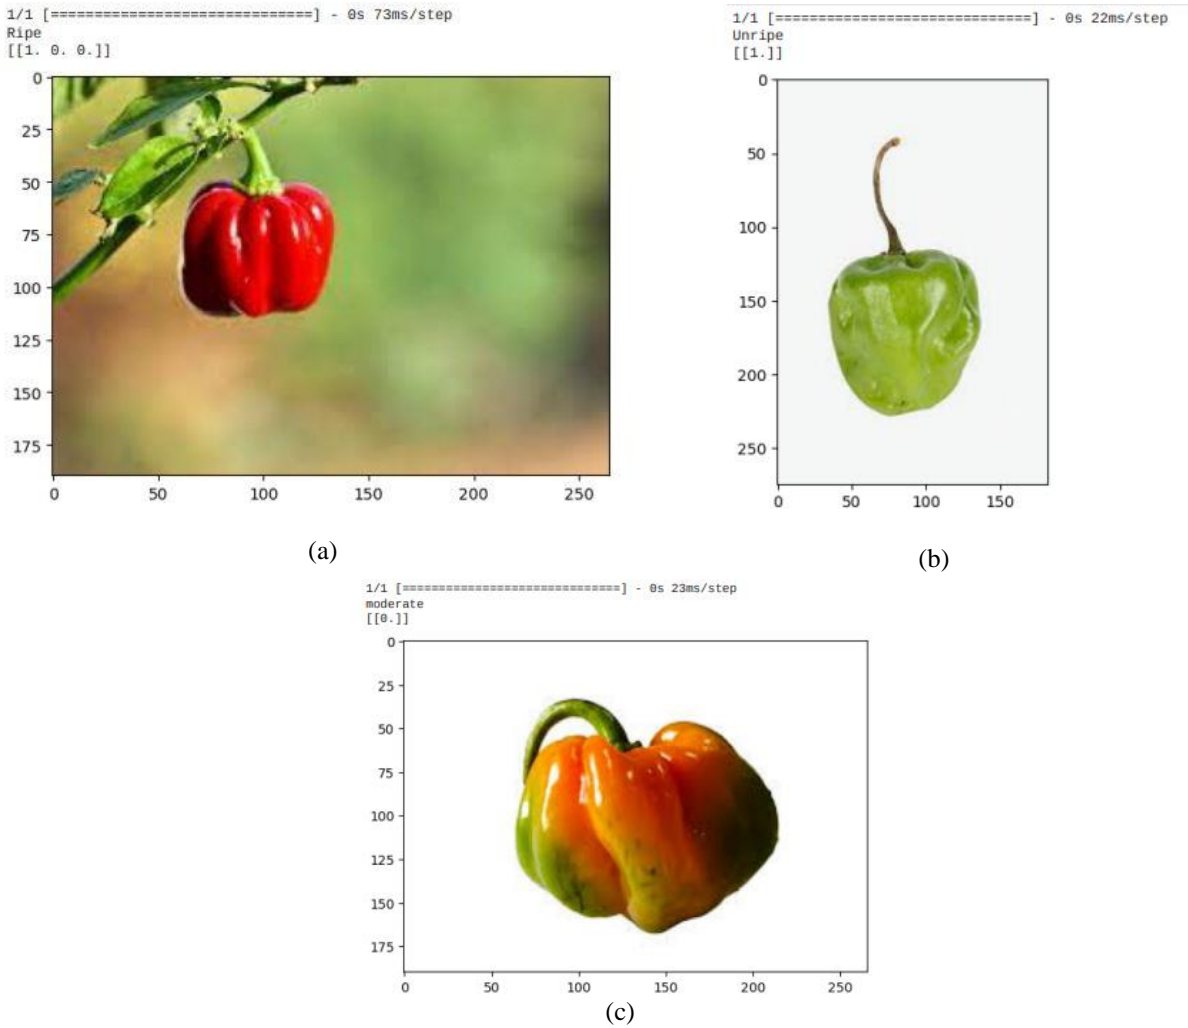 1/1 [==============================] - 0s 73ms/step
Ripe
[[1. 0. 0.]]
0
25
50
75
100
125
150
175
0 50 100 150 200 250
(a)
1/1 [==============================] - 0s 22ms/step
Unripe
[[1.]]
0
50
100
150
200
250
0 50 100 150
(b)
1/1 [==============================] - 0s 23ms/step
moderate
[[0.]]
0
25
50
75
100
125
150
175
0 50 100 150 200 250
(c)